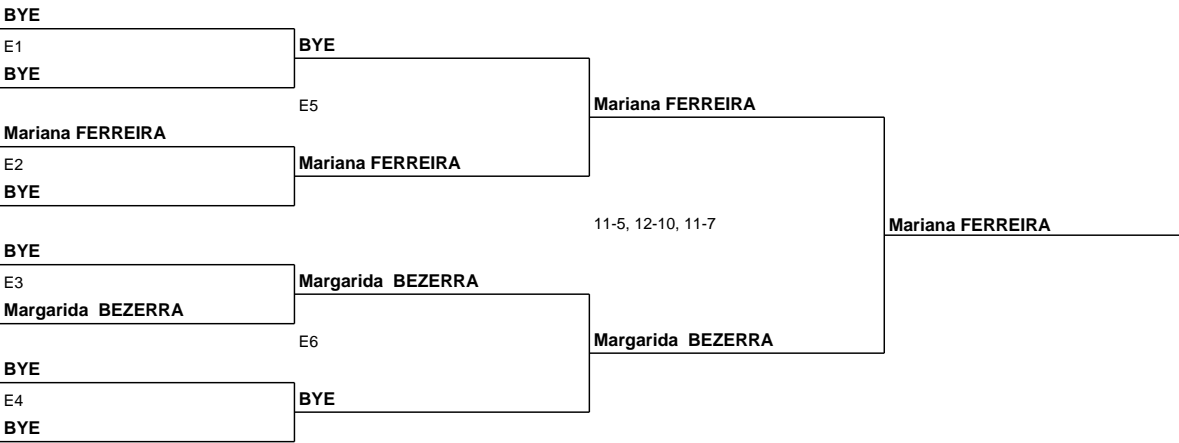 BYE
E1
BYE
BYE
E5
Mariana FERREIRA
Mariana FERREIRA
E2
Mariana FERREIRA
BYE
11-5, 12-10, 11-7
Mariana FERREIRA
BYE
E3
Margarida  BEZERRA
Margarida  BEZERRA
E6
Margarida  BEZERRA
BYE
E4
BYE
BYE